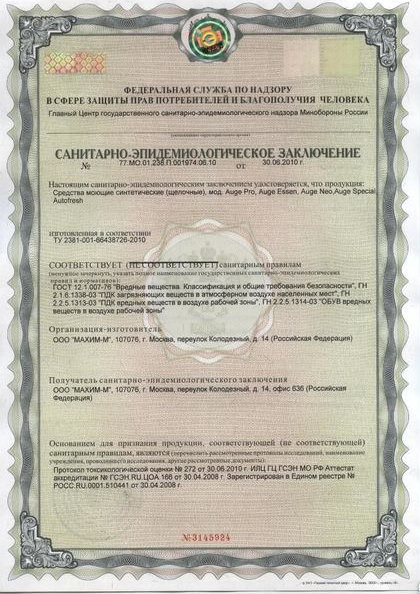 ФЕДЕРАЛЬНАЯ СЛУЖБА ПО НАДЗОРУ
В СФЕРЕ ЗАЩИТЫ ПРАВ ПОТРЕБИТЕЛЕЙ И БЛАГОПОЛУЧИЯ ЧЕЛОВЕКА
Главный Центр государственного санитарно-эпидемиологического надзора Минобороны России
САНИТАРНО-ЭПИДЕМИОЛОГИЧЕСКОЕ ЗАКЛЮЧЕНИЕ
№ 77.МО.01.238.П.001974.06.10 от 30.06.2010 г.
Настоящим санитарно-эпидемиологическим заключением удостоверяется, что продукция:
Средства моющие синтетические (щелочные), мод. Auge Pro, Auge Essen, Auge Neo,Auge Special
Autofresh
изготовленная в соответствии
ТУ 2381-001-86438726-2010
СООТВЕТСТВУЕТ (НЕ СООТВЕТСТВУЕТ) санитарным правилам
(ненужное зачеркнуть, указать полное наименование государственных санитарно-эпидемиологических
правил и нормативов):
ГОСТ 12.1.007-76 "Вредные вещества. Классификация и общие требования безопасности", ГН
2.1.6.1338-03 "ПДК загрязняющих веществ в атмосферном воздухе населенных мест", ГН
2.2.5.1313-03 "ПДК вредных веществ в воздухе рабочей зоны", ГН 2.2.5.1314-03 "ОБУВ вредных
веществ в воздухе рабочей зоны"
Организация-изготовитель
ООО "МАХИМ-М", 107076, г. Москва, переулок Колодезный, д. 14 (Российская Федерация)
Получатель санитарно-эпидемиологического заключения
ООО "МАХИМ-М", 107076, г. Москва, переулок Колодезный, д. 14, офис 636 (Российская
Федерация)
Основанием для признания продукции, соответствующей (не соответствующей)
санитарным правилам, являются (перечислить рассмотренные протоколы исследований, наименование
учреждения, проводившего исследования, другие рассмотренные документы):
Протокол токсикологической оценки № 272 от 30.06.2010 г. ИЛЦ ГЦ ГСЭН МО РФ Аттестат
аккредитации № ГСЭН.RU.ЦОА.166 от 30.04.2008 г. Зарегистрирован в Едином реестре №
РОСС.RU.0001.510441 от 30.04.2008 г.
№3145924